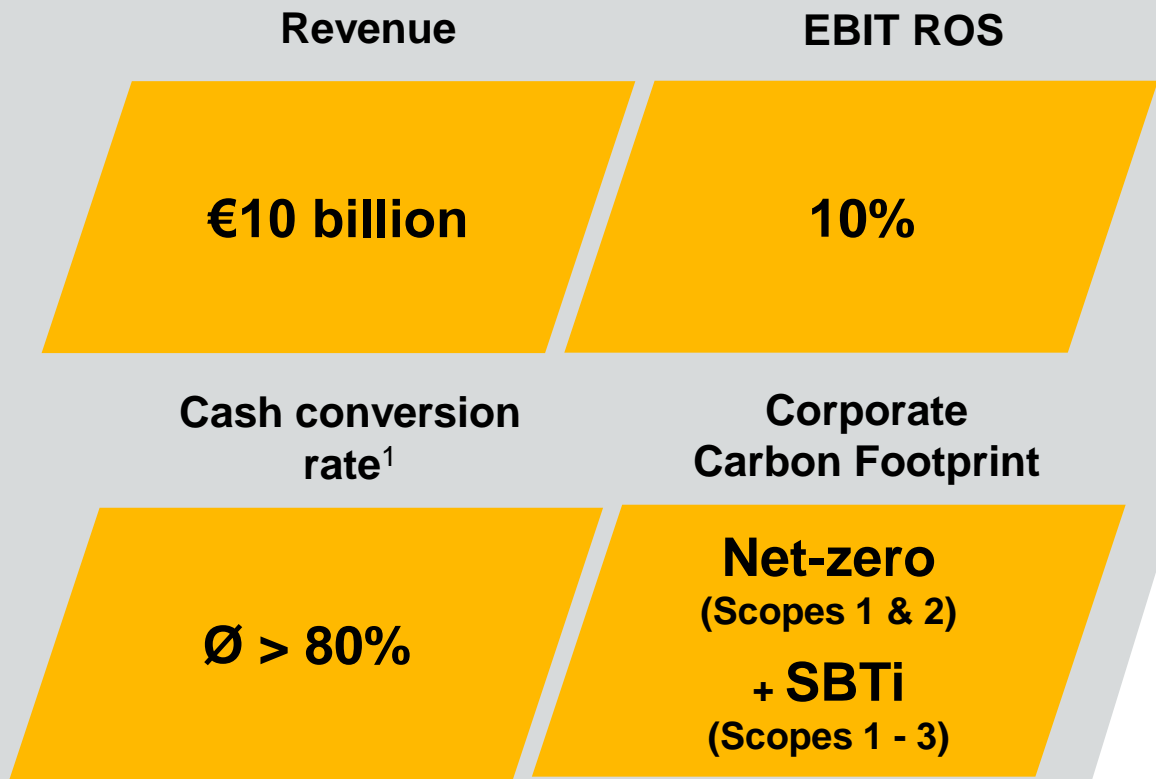 Revenue
EBIT ROS
€10 billion
10%
Cash conversion
rate¹
Corporate
Carbon Footprint
Ø > 80%
Net-zero
(Scopes 1 & 2)
+ SBTi
(Scopes 1 - 3)